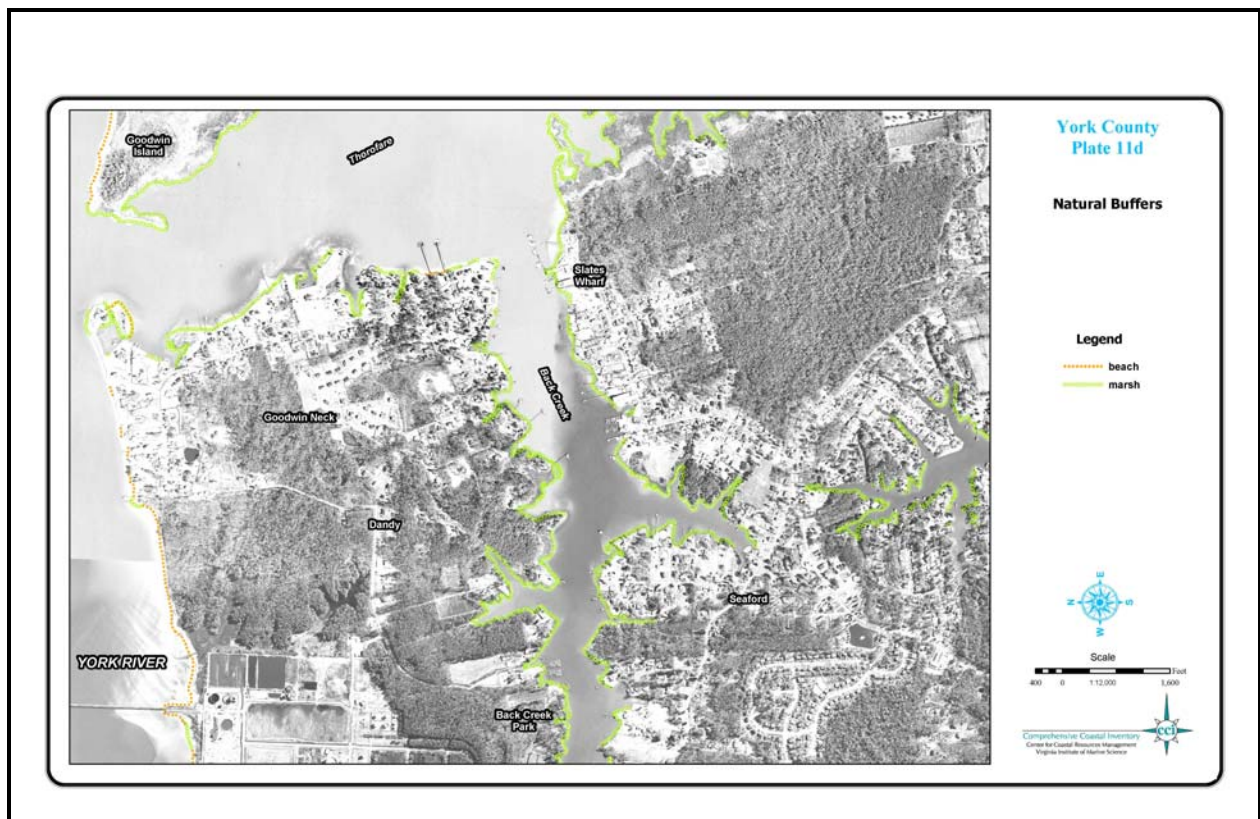 York County
Plate 11d
Natural Buffers
Legend
beach
marsh
Goodwin
Island
Thorofare
Slates
Wharf
Back Creek
Goodwin Neck
Dandy
Seaford
YORK RIVER
Back Creek
Park
N
E
S
W
Scale
Feet
400 0 1:12,000 1,600
Comprehensive Coastal Inventory
Center for Coastal Resources Management
Virginia Institute of Marine Science
cci